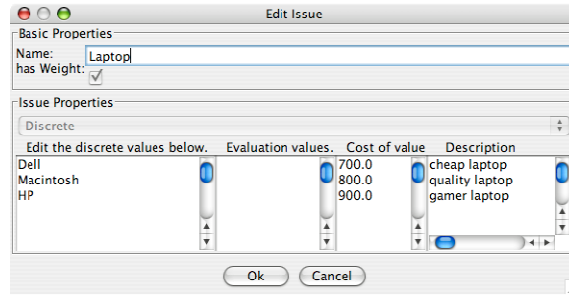 Edit Issue
Basic Properties
Name: Laptop
has Weight:
Issue Properties
Discrete
Edit the discrete values below. Evaluation values. Cost of value Description
Dell 700.0 cheap laptop
Macintosh 800.0 quality laptop
HP 900.0 gamer laptop
Ok Cancel